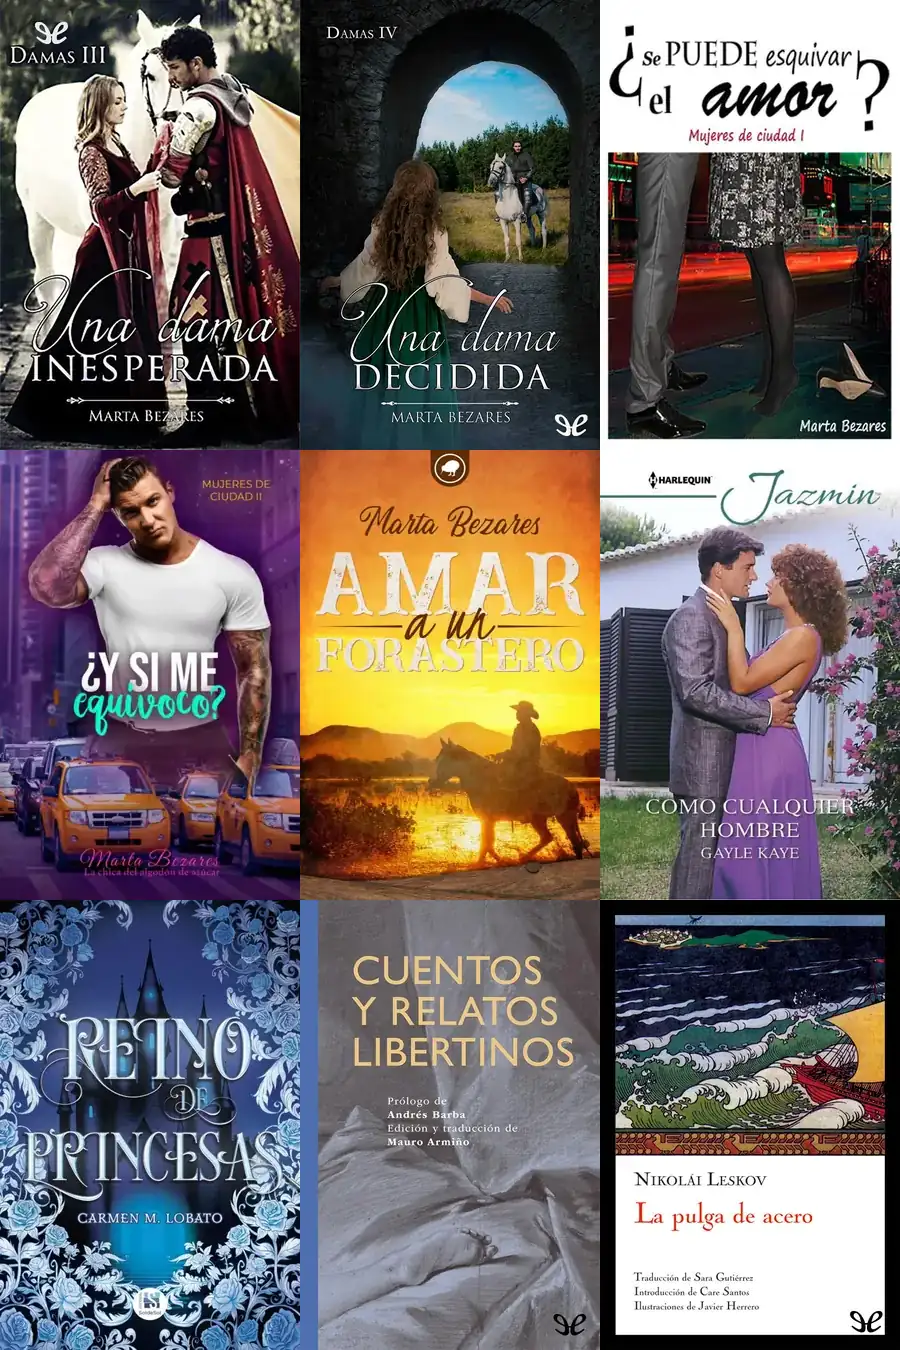 Damas III
Una dama
INESPERADA
Marta Bezares
Damas IV
Una dama
DECIDIDA
MARTA BEZARES
¿Se PUEDE esquivar
el amor?
Mujeres de ciudad I
Marta Bezares
MUJERES DE
CIUDAD II
¿Y SI ME
equivoco?
Marta Bezares
La chica del algodón de azúcar
Marta Bezares
AMAR
a un
FORASTERO
HARLEQUIN
Jazmín
COMO CUALQUIER
HOMBRE
GAYLE KAYE
REINO
DE
PRINCESAS
CARMEN M. LOBATO
CUENTOS
Y RELATOS
LIBERTINOS
Prólogo de
Andrés Barba
Edición y traducción de
Mauro Armiño
Nikolái Leskov
La pulga de acero
Traducción de Sara Gutiérrez
Introducción de Care Santos
Ilustraciones de Javier Herrero